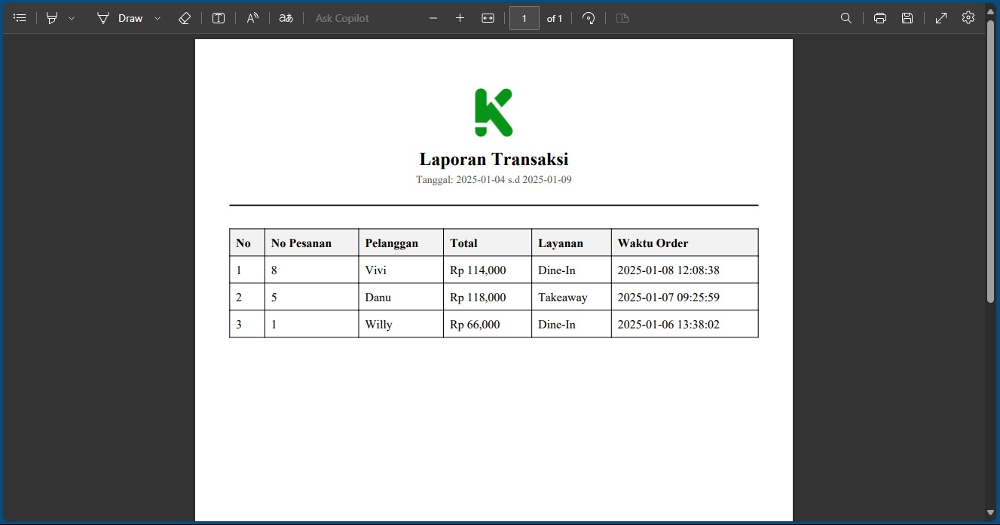 Draw
Ask Copilot
1 of 1
Laporan Transaksi
Tanggal: 2025-01-04 s.d 2025-01-09
No No Pesanan Pelanggan Total Layanan Waktu Order
1 8 Vivi Rp 114,000 Dine-In 2025-01-08 12:08:38
2 5 Danu Rp 118,000 Takeaway 2025-01-07 09:25:59
3 1 Willy Rp 66,000 Dine-In 2025-01-06 13:38:02